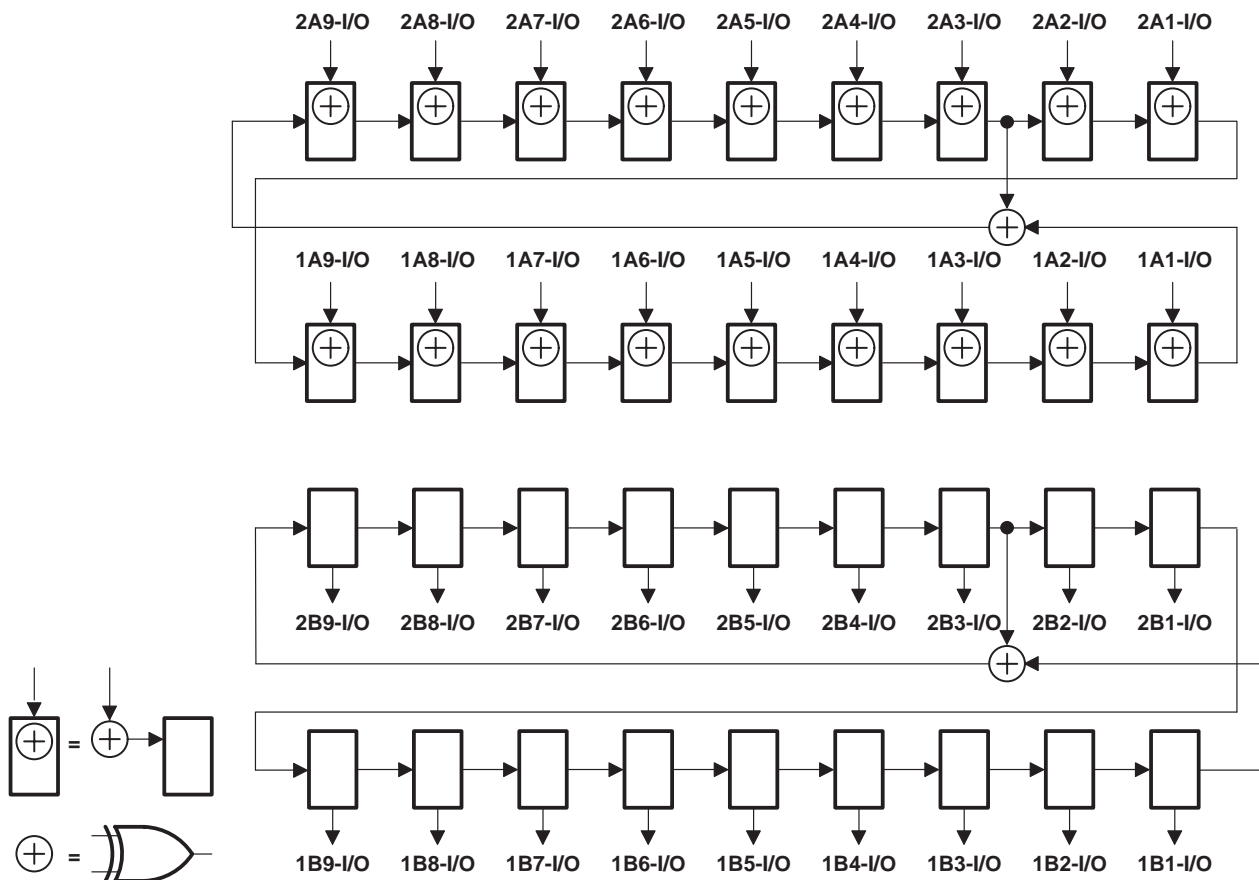 2A9-I/O 2A8-I/O 2A7-I/O 2A6-I/O 2A5-I/O 2A4-I/O 2A3-I/O 2A2-I/O 2A1-I/O
1A9-I/O 1A8-I/O 1A7-I/O 1A6-I/O 1A5-I/O 1A4-I/O 1A3-I/O 1A2-I/O 1A1-I/O
2B9-I/O 2B8-I/O 2B7-I/O 2B6-I/O 2B5-I/O 2B4-I/O 2B3-I/O 2B2-I/O 2B1-I/O
=
=
1B9-I/O 1B8-I/O 1B7-I/O 1B6-I/O 1B5-I/O 1B4-I/O 1B3-I/O 1B2-I/O 1B1-I/O